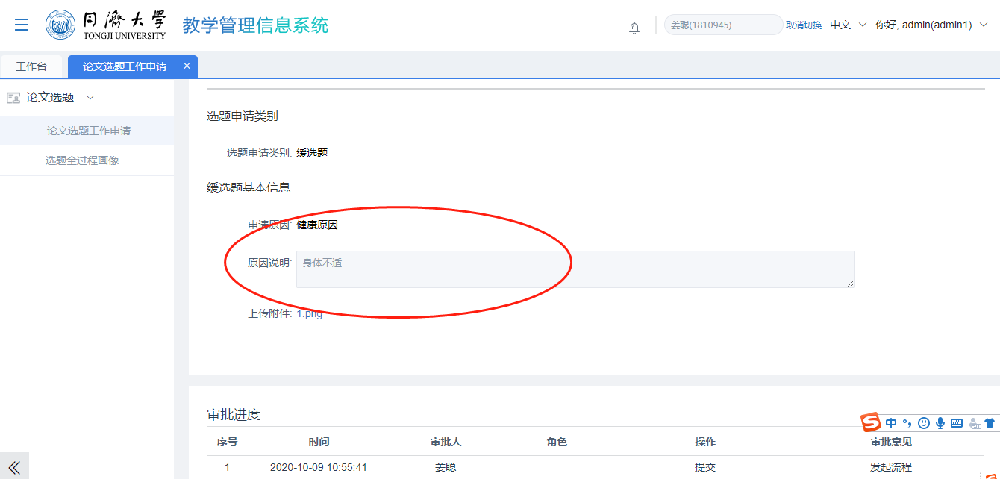 同濟大學
TONGJI UNIVERSITY
教学管理信息系统
姜聪(1810945) 取消切换 中文 你好, admin(admin1)
工作台 论文选题工作申请 ×
论文选题
论文选题工作申请
选题全过程画像
选题申请类别
选题申请类别: 缓选题
缓选题基本信息
申请原因: 健康原因
原因说明: 身体不适
上传附件: 1.png
审批进度
序号 时间 审批人 角色 操作 审批意见
1 2020-10-09 10:55:41 姜聪 提交 发起流程
中